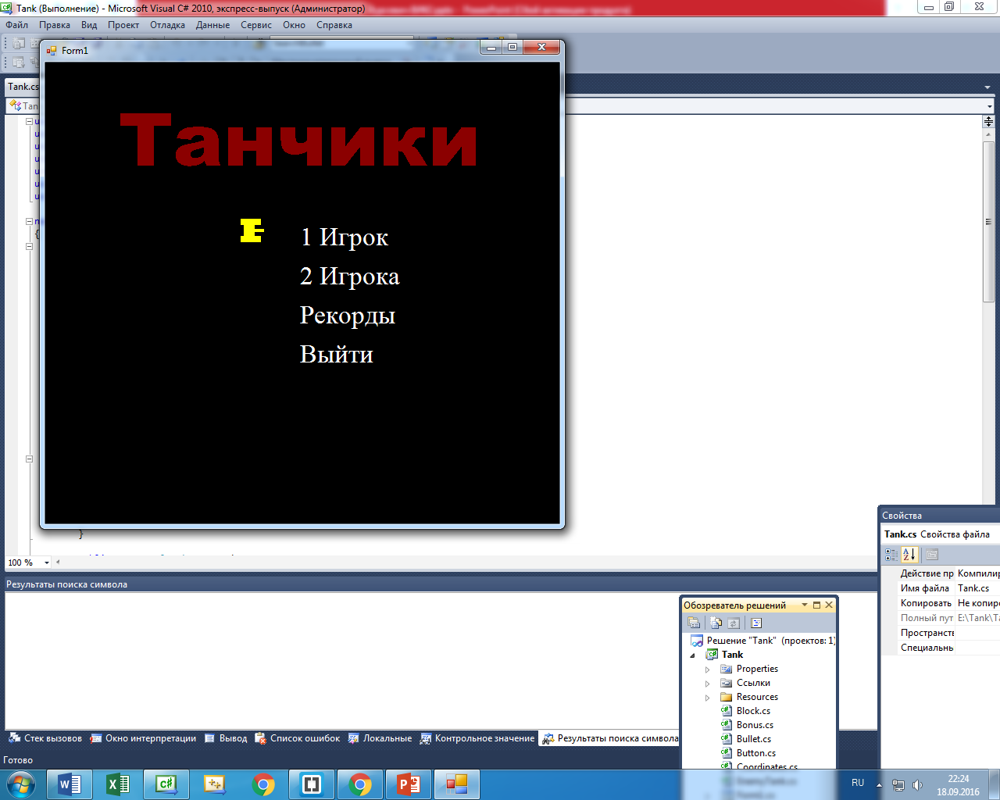 Tank (Выполнение) - Microsoft Visual C# 2010, экспресс-выпуск (Администратор)
Файл Правка Вид Проект Отладка Данные Сервис Окно Справка
Form1
Tank.cs
Танчики
1 Игрок
2 Игрока
Рекорды
Выйти
}
100 %
Результаты поиска символа
Свойства
Tank.cs Свойства файла
Действие пр Компилир
Имя файла Tank.cs
Копировать Не копиро
Полный пут E:\Tank\Ta
Пространств
Специальнь
Обозреватель решений
Решение "Tank" (проектов: 1)
Tank
Properties
Ссылки
Resources
Block.cs
Bonus.cs
Bullet.cs
Button.cs
Coordinates.cs
Стек вызовов Окно интерпретации Вывод Список ошибок Локальные Контрольное значение Результаты поиска символа
Готово
RU
22:24
18.09.2016